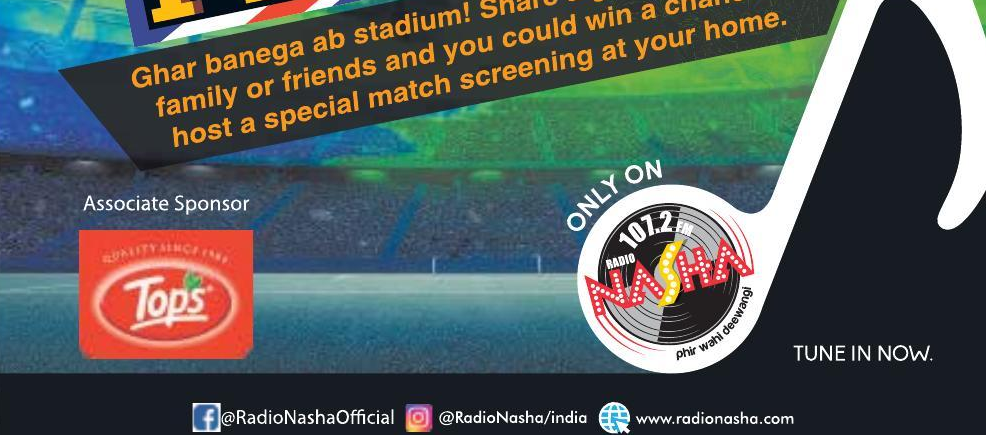 Ghar banega ab stadium! Share
family or friends and you could win a
host a special match screening at your home.
Associate Sponsor
QUALITY SINCE 1984
Tops
ONLY ON
107.2 FM
RADIO
NASHA
phir wahi deewangi
TUNE IN NOW.
@RadioNashaOfficial @RadioNasha/india www.radionasha.com